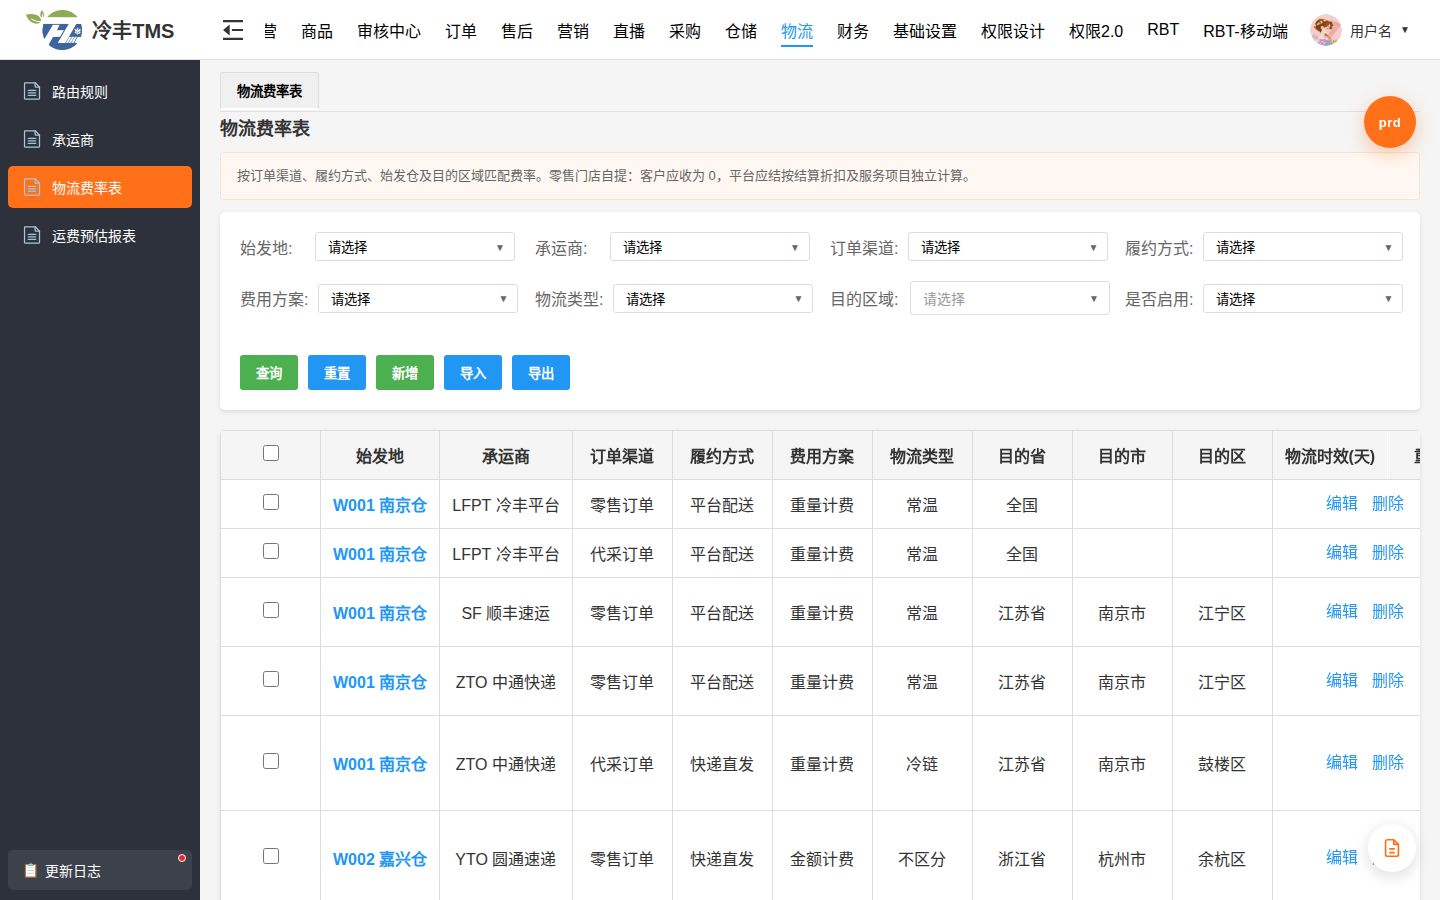 冷丰TMS
营 商品 审核中心 订单 售后 营销 直播 采购 仓储 物流 财务 基础设置 权限设计 权限2.0 RBT RBT-移动端 用户名 ▼
路由规则
承运商
物流费率表
运费预估报表
📋 更新日志
物流费率表
物流费率表
prd
按订单渠道、履约方式、始发仓及目的区域匹配费率。零售门店自提：客户应收为 0，平台应结按结算折扣及服务项目独立计算。
始发地: 请选择 承运商: 请选择 订单渠道: 请选择 履约方式: 请选择
费用方案: 请选择 物流类型: 请选择 目的区域: 请选择 是否启用: 请选择
查询 重置 新增 导入 导出
始发地 承运商 订单渠道 履约方式 费用方案 物流类型 目的省 目的市 目的区 物流时效(天)
W001 南京仓 LFPT 冷丰平台 零售订单 平台配送 重量计费 常温 全国 编辑 删除
W001 南京仓 LFPT 冷丰平台 代采订单 平台配送 重量计费 常温 全国 编辑 删除
W001 南京仓 SF 顺丰速运 零售订单 平台配送 重量计费 常温 江苏省 南京市 江宁区 编辑 删除
W001 南京仓 ZTO 中通快递 零售订单 平台配送 重量计费 常温 江苏省 南京市 江宁区 编辑 删除
W001 南京仓 ZTO 中通快递 代采订单 快递直发 重量计费 冷链 江苏省 南京市 鼓楼区 编辑 删除
W002 嘉兴仓 YTO 圆通速递 零售订单 快递直发 金额计费 不区分 浙江省 杭州市 余杭区 编辑